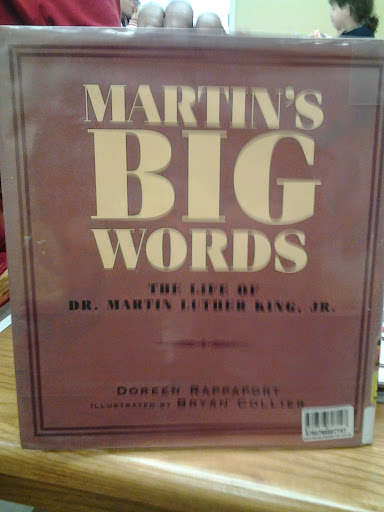 MARTIN'S
BIG
WORDS
THE LIFE OF
DR. MARTIN LUTHER KING, JR.
DOREEN RAPPAPORT
ILLUSTRATED BY BRYAN COLLIER